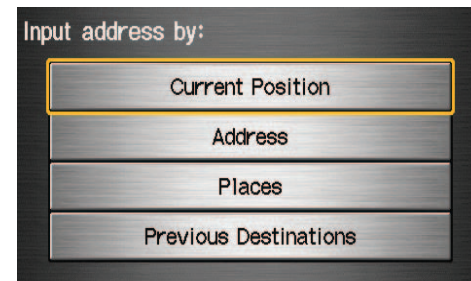 Input address by:
Current Position
Address
Places
Previous Destinations